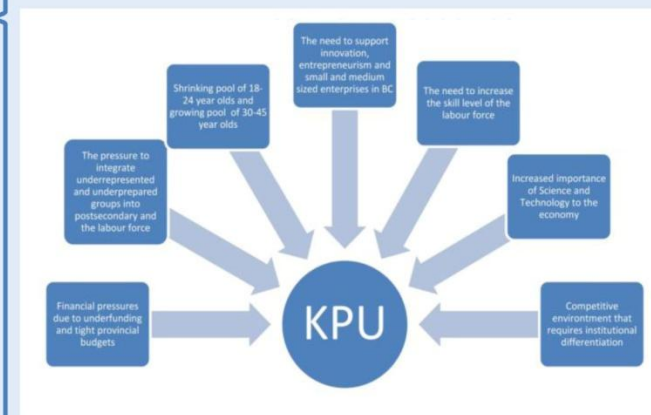 The need to support
innovation,
entrepreneurism and
small and medium
sized enterprises in BC
Shrinking pool of 18-
24 year olds and
growing pool of 30-45
year olds
The need to increase
the skill level of the
labour force
The pressure to
integrate
underrepresented
and underprepared
groups into
postsecondary and
the labour force
Increased importance
of Science and
Technology to the
economy
Financial pressures
due to underfunding
and tight provincial
budgets
KPU
Competitive
environtment that
requires institutional
differentiation